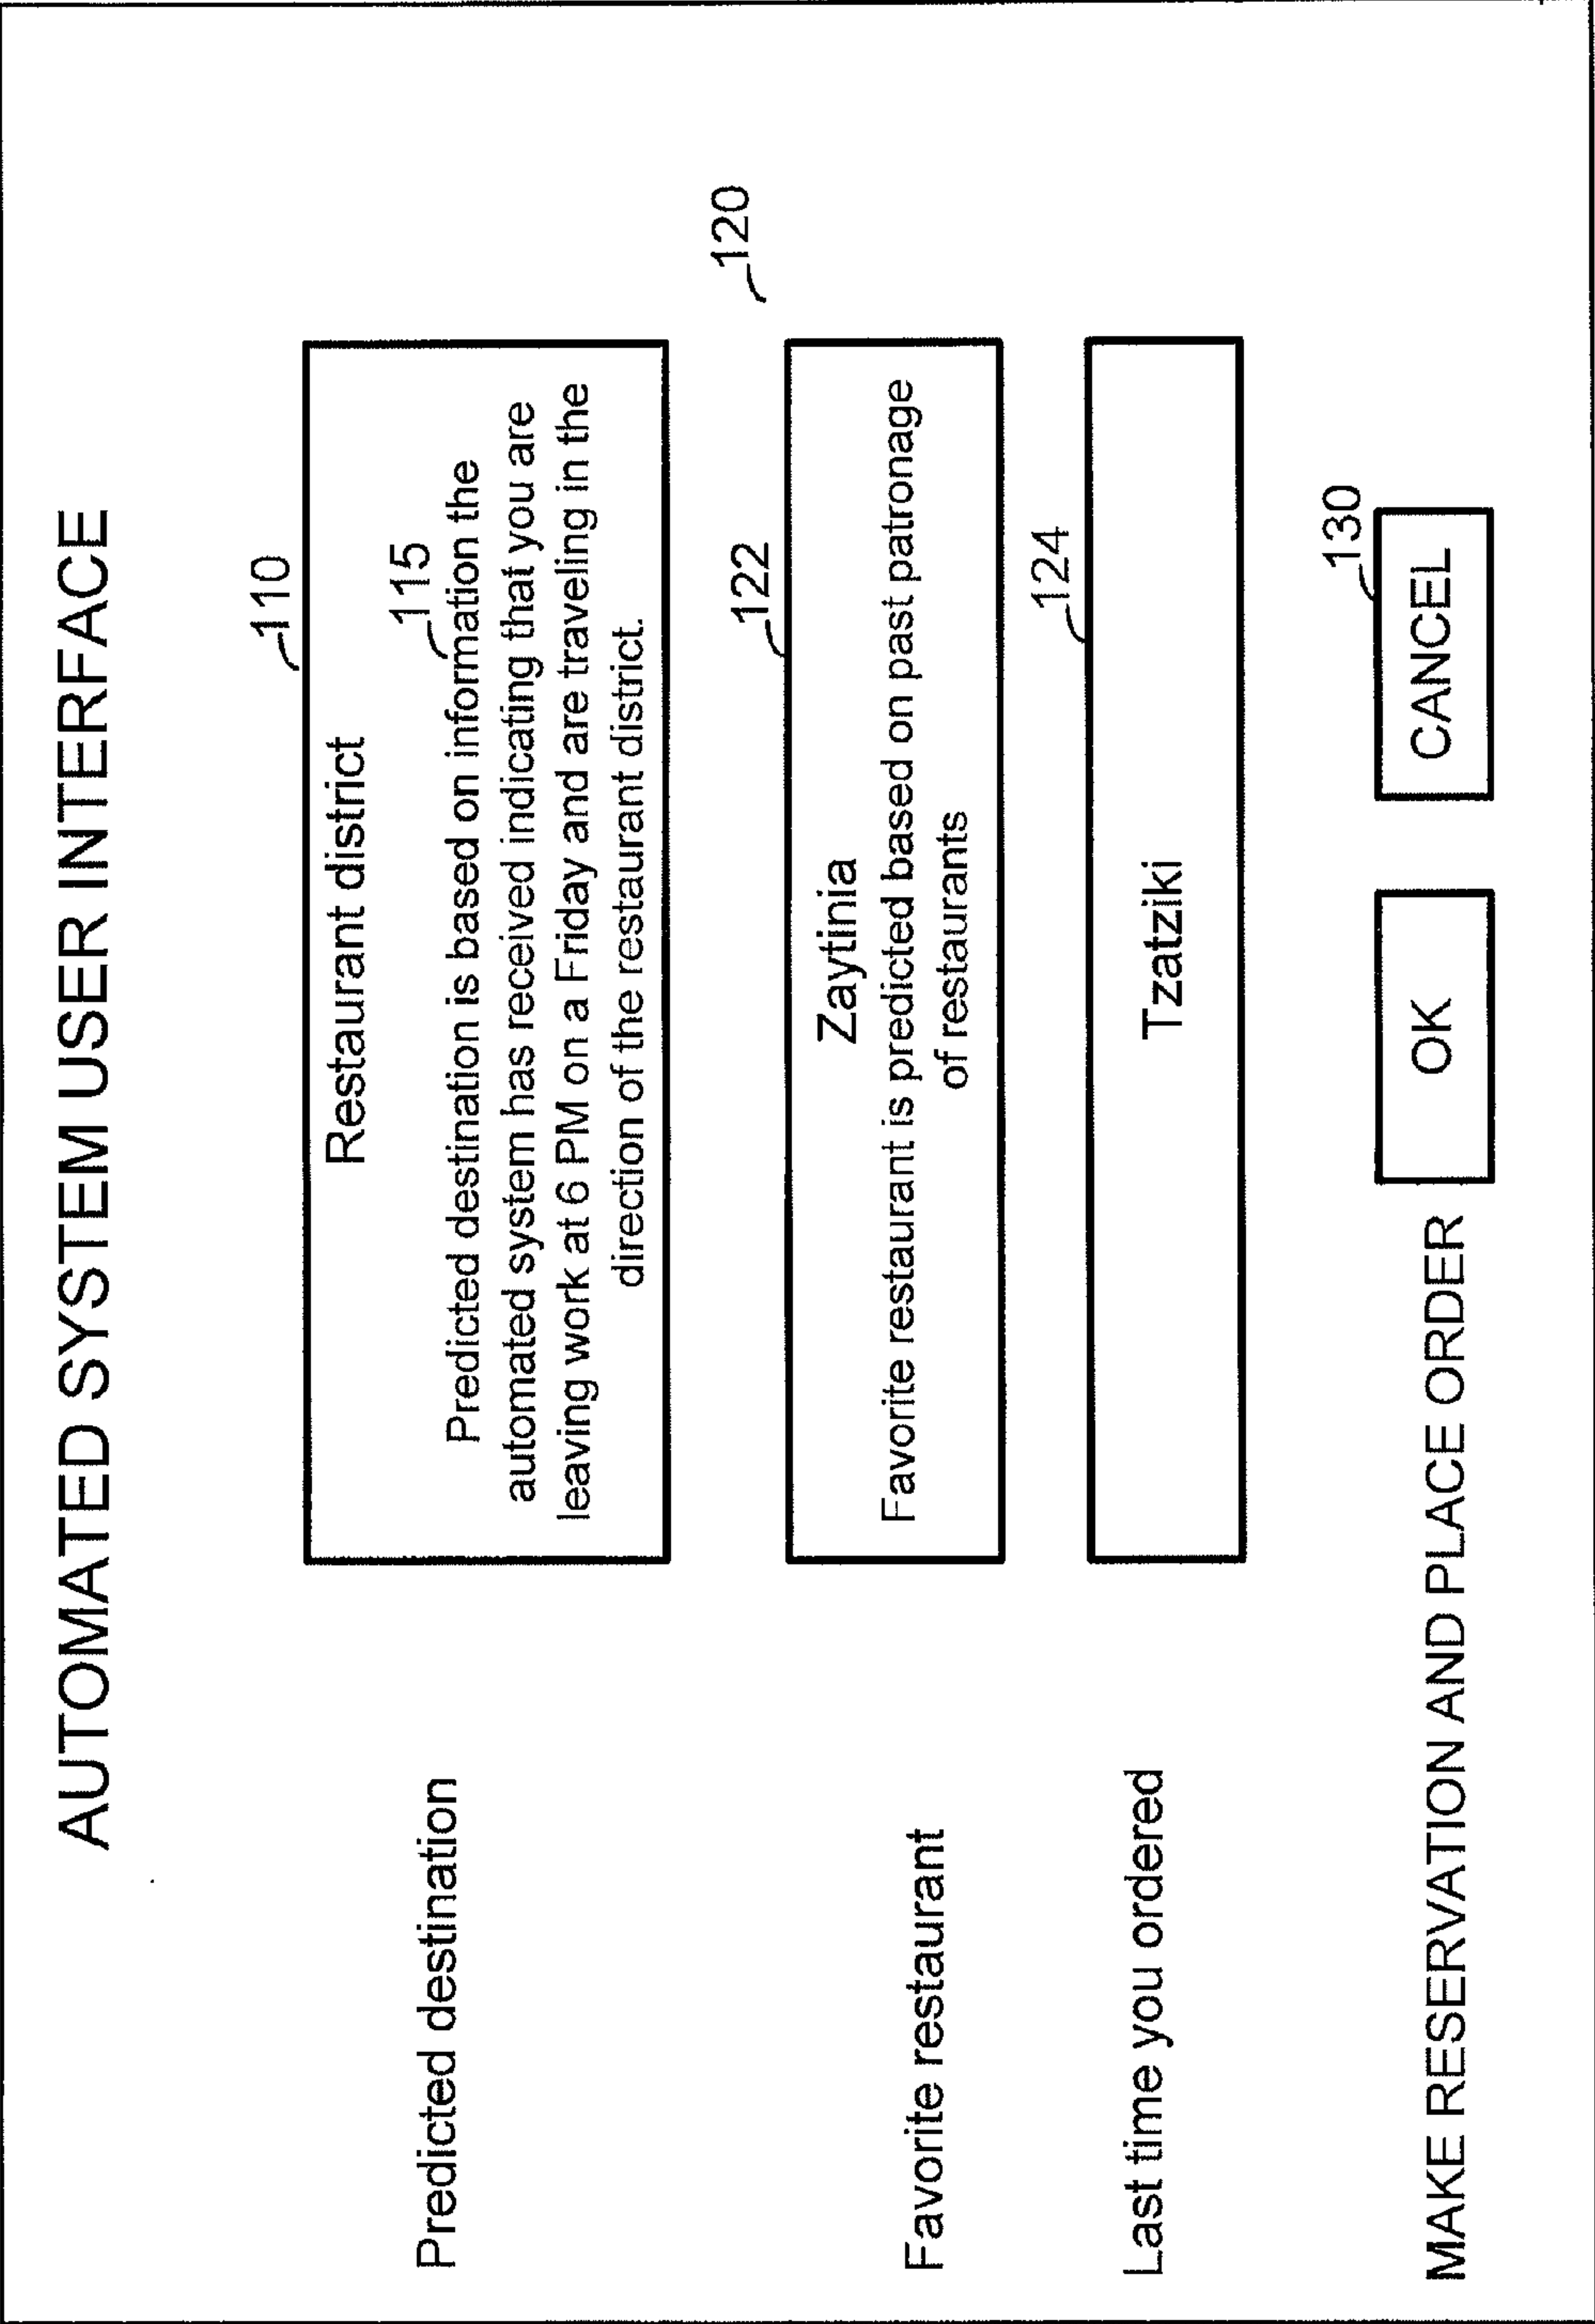 AUTOMATED SYSTEM USER INTERFACE
110
Predicted destination
Restaurant district
115
Predicted destination is based on information the
automated system has received indicating that you are
leaving work at 6 PM on a Friday and are traveling in the
direction of the restaurant district.
120
122
Favorite restaurant
Zaytinia
Favorite restaurant is predicted based on past patronage
of restaurants
124
Last time you ordered
Tzatziki
130
MAKE RESERVATION AND PLACE ORDER
OK
CANCEL